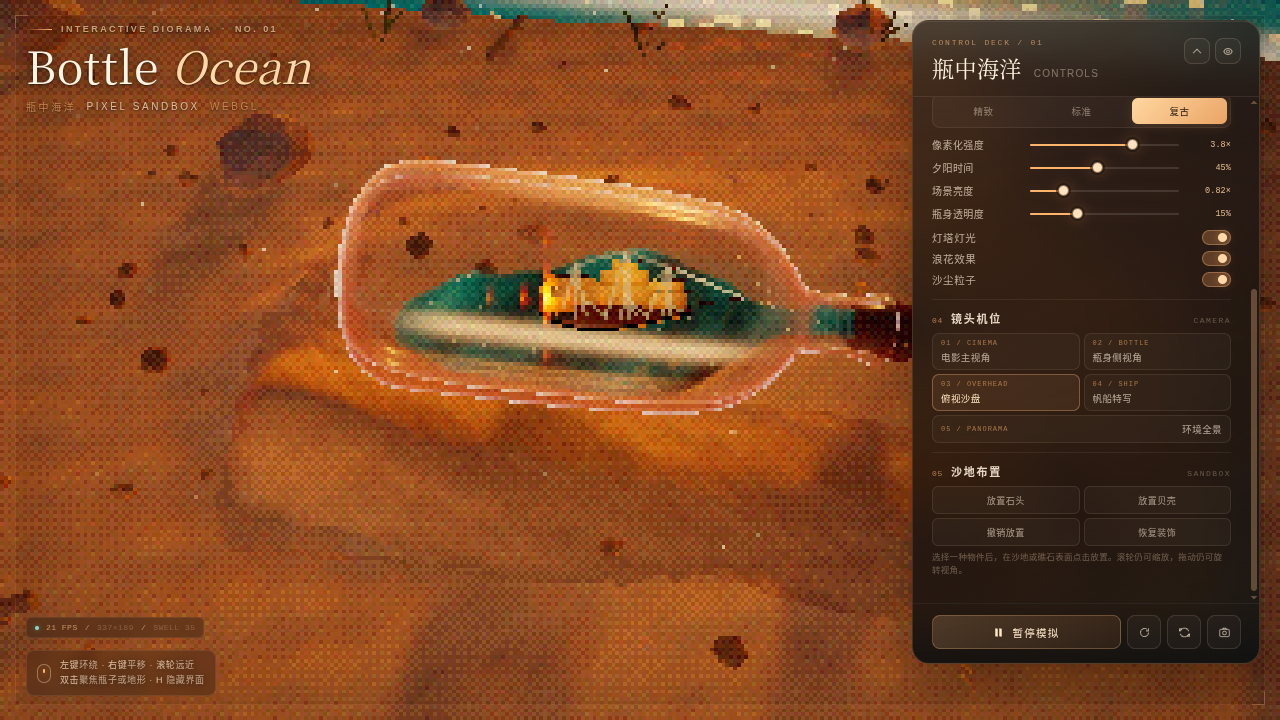 INTERACTIVE DIORAMA · NO. 01
Bottle Ocean
瓶中海洋 PIXEL SANDBOX WEBGL
CONTROL DECK / 01
瓶中海洋 CONTROLS
精致 标准 复古
像素化强度 3.8×
夕阳时间 45%
场景亮度 0.82×
瓶身透明度 15%
灯塔灯光
浪花效果
沙尘粒子
04 镜头机位 CAMERA
01 / CINEMA
电影主视角
02 / BOTTLE
瓶身侧视角
03 / OVERHEAD
俯视沙盘
04 / SHIP
帆船特写
05 / PANORAMA 环境全景
05 沙地布置 SANDBOX
放置石头 放置贝壳
撤销放置 恢复装饰
选择一种物件后，在沙地或礁石表面点击放置。滚轮仍可缩放，拖动仍可旋
转视角。
暂停模拟
21 FPS / 337×189 / SWELL 35
左键环绕 · 右键平移 · 滚轮远近
双击聚焦瓶子或地形 · H 隐藏界面